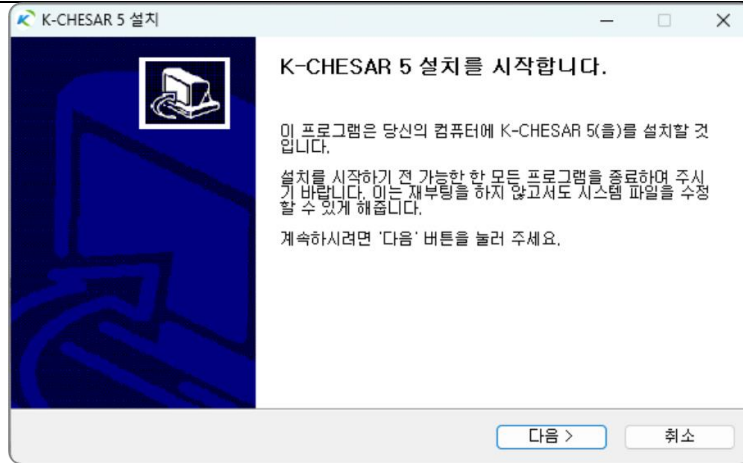 K-CHESAR 5 설치
K-CHESAR 5 설치를 시작합니다.
이 프로그램은 당신의 컴퓨터에 K-CHESAR 5(을)를 설치할 것
입니다.
설치를 시작하기 전 가능한 한 모든 프로그램을 종료하여 주시
기 바랍니다. 이는 재부팅을 하지 않고서도 시스템 파일을 수정
할 수 있게 해줍니다.
계속하시려면 '다음' 버튼을 눌러 주세요.
다음 >
취소